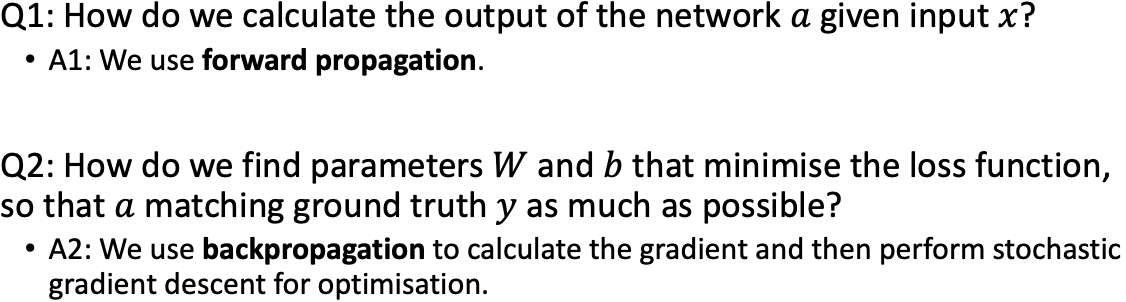 Q1: How do we calculate the output of the network a given input x?
• A1: We use forward propagation.
Q2: How do we find parameters W and b that minimise the loss function,
so that a matching ground truth y as much as possible?
• A2: We use backpropagation to calculate the gradient and then perform stochastic
gradient descent for optimisation.